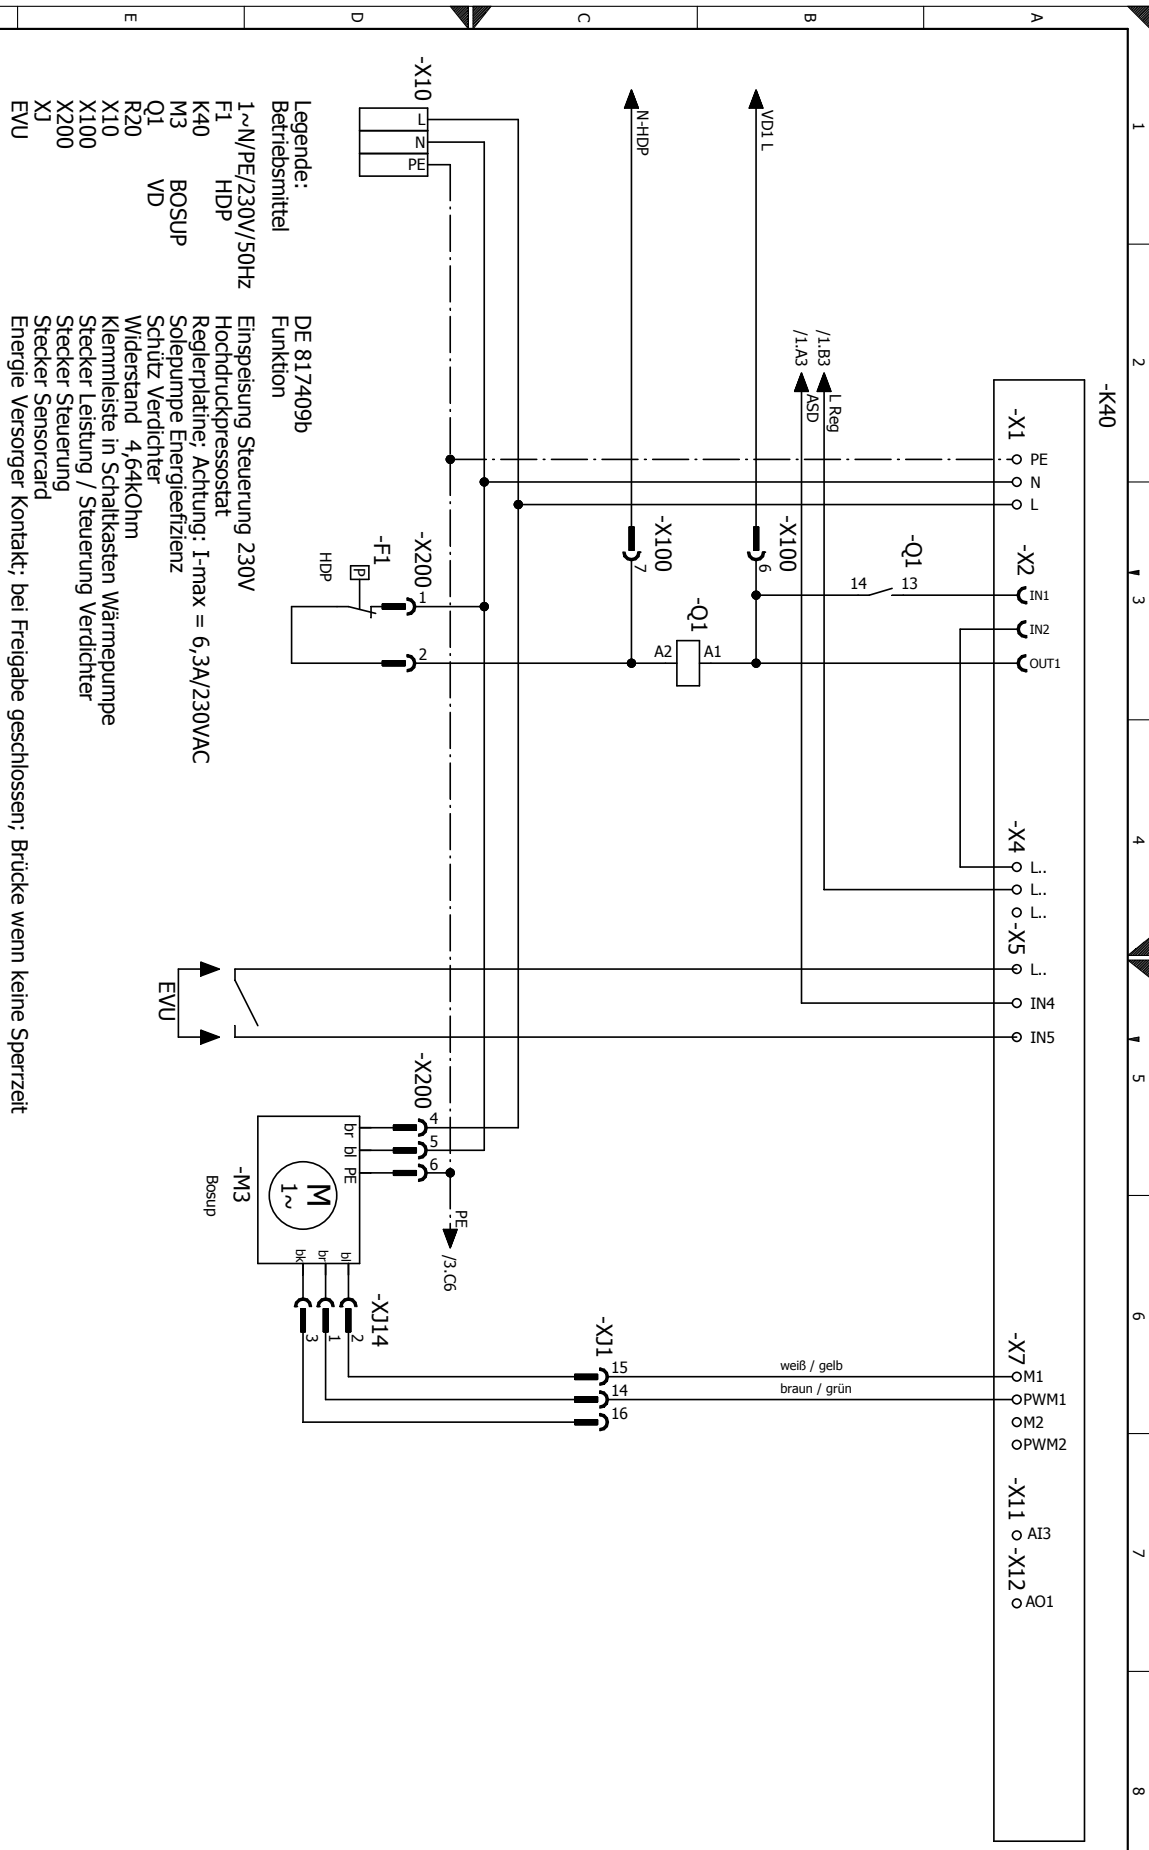 1
2
3
4
5
6
7
8
A
B
C
D
E
-K40
-X1
PE
N
L
-X2
IN1
IN2
OUT1
-X4
L..
L..
L..
-X5
L..
IN4
IN5
-X7
M1
PWM1
M2
PWM2
-X11
AI3
-X12
AO1
-Q1
14
13
/1.B3
L Reg
/1.A3
ASD
VD1 L
-X100
6
N-HDP
-X100
7
-Q1
A2
A1
weiß / gelb
braun / grün
-XJ1
15
14
16
-X10
L
N
PE
-X200
1
2
-F1
P
HDP
-X200
4
5
6
PE
/3.C6
br
bl
PE
M
1~
-M3
Bosup
bl
br
bk
-XJ14
2
1
3
EVU
Legende: DE 817409b
Betriebsmittel Funktion
1~N/PE/230V/50Hz Einspeisung Steuerung 230V
F1 HDP Hochdruckpressostat
K40 Reglerplatine; Achtung: I-max = 6,3A/230VAC
M3 BOSUP Solepumpe Energieefizienz
Q1 VD Schütz Verdichter
R20 Widerstand 4,64kOhm
X10 Klemmleiste in Schaltkasten Wärmepumpe
X100 Stecker Leistung / Steuerung Verdichter
X200 Stecker Steuerung
XJ Stecker Sensorcard
EVU Energie Versorger Kontakt; bei Freigabe geschlossen; Brücke wenn keine Sperrzeit